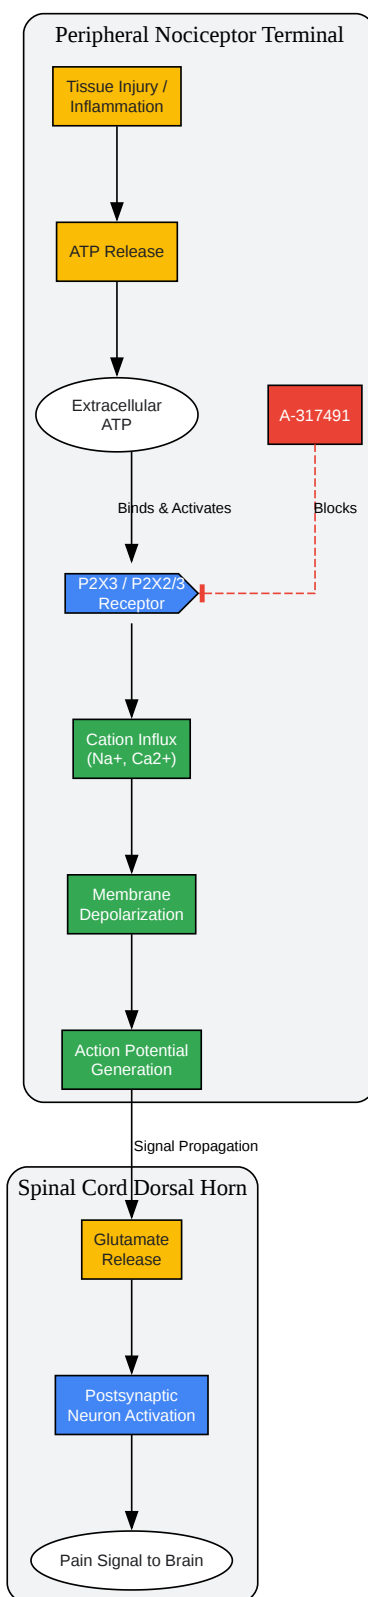 Peripheral Nociceptor Terminal
Tissue Injury /
Inflammation
ATP Release
Extracellular
ATP
A-317491
Binds & Activates
Blocks
P2X3 / P2X2/3
Receptor
Cation Influx
(Na+, Ca2+)
Membrane
Depolarization
Action Potential
Generation
Signal Propagation
Spinal Cord Dorsal Horn
Glutamate
Release
Postsynaptic
Neuron Activation
Pain Signal to Brain